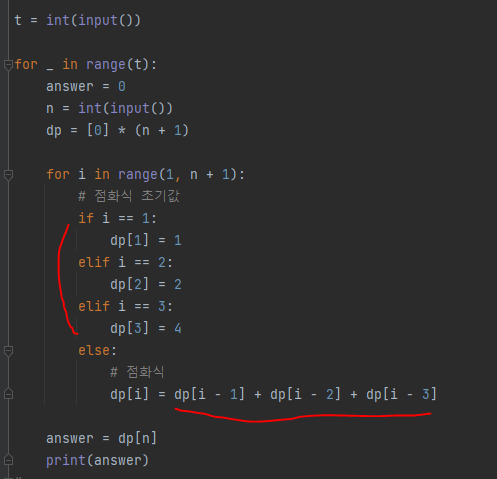 t = int(input())
for _ in range(t):
    answer = 0
    n = int(input())
    dp = [0] * (n + 1)
    for i in range(1, n + 1):
        # 점화식 초기값
        if i == 1:
            dp[1] = 1
        elif i == 2:
            dp[2] = 2
        elif i == 3:
            dp[3] = 4
        else:
            # 점화식
            dp[i] = dp[i - 1] + dp[i - 2] + dp[i - 3]
    answer = dp[n]
    print(answer)